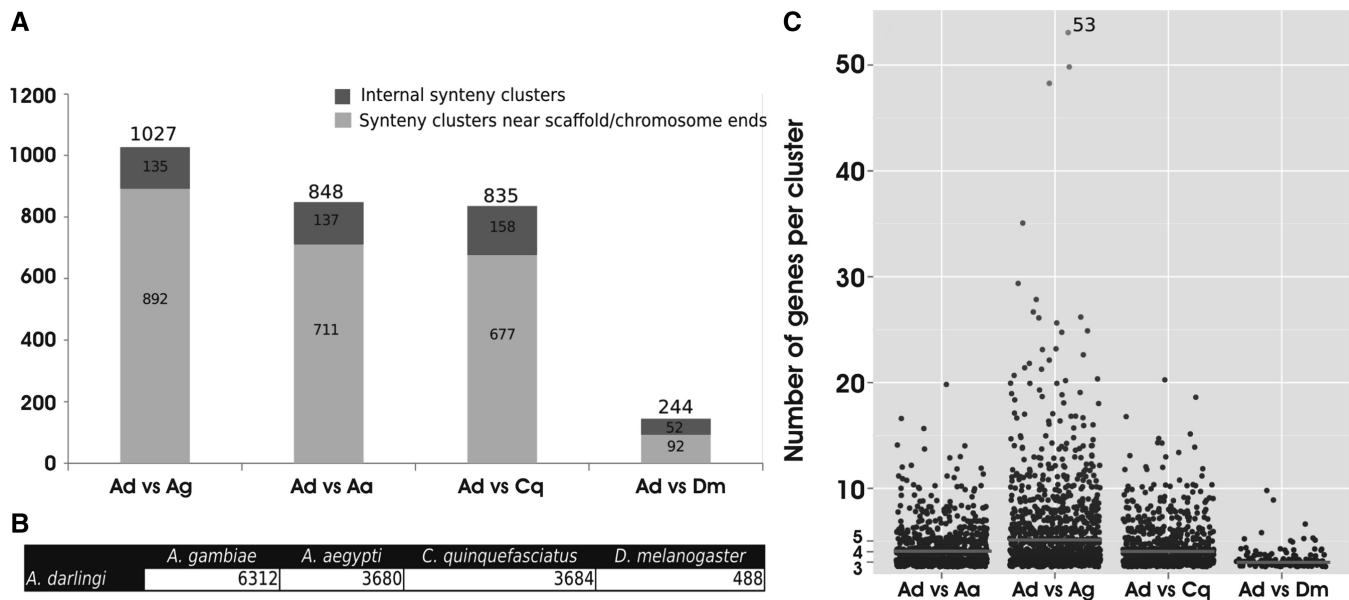 A
1200
1000
800
600
400
200
0
Internal synteny clusters
Synteny clusters near scaffold/chromosome ends
1027
135
892
848
137
711
835
158
677
244
52
92
Ad vs Ag
Ad vs Aa
Ad vs Cq
Ad vs Dm
B
A. gambiae A. aegypti C. quinquefasciatus D. melanogaster
A. darlingi 6312 3680 3684 488
C
Number of genes per cluster
53
50
40
30
20
10
5
4
3
Ad vs Aa
Ad vs Ag
Ad vs Cq
Ad vs Dm